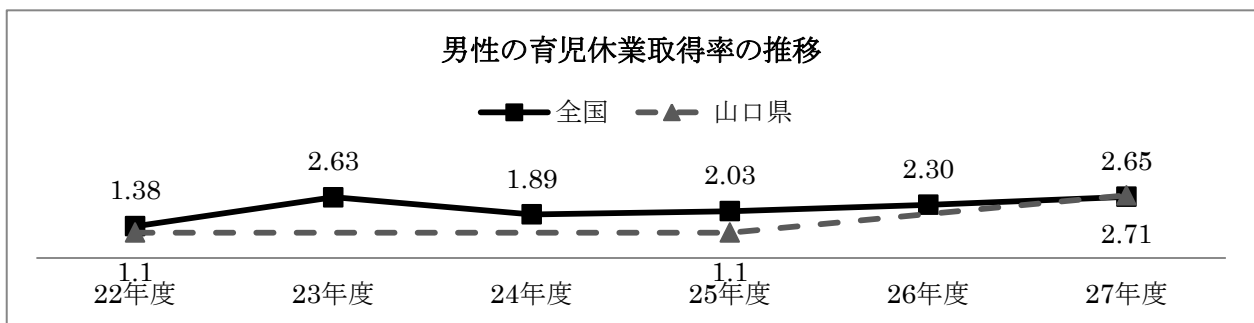 男性の育児休業取得率の推移
全国 山口県
1.38 2.63 1.89 2.03 2.30 2.65
1.1 1.1 2.71
22年度 23年度 24年度 25年度 26年度 27年度